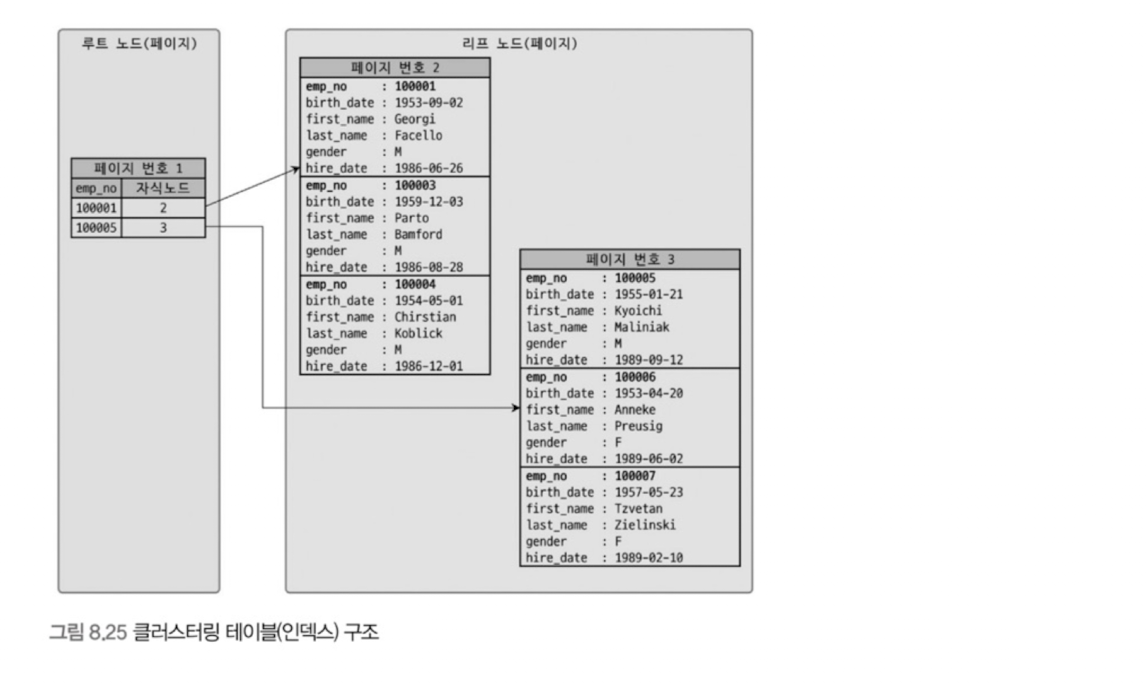 루트 노드(페이지)
페이지 번호 1
emp_no 자식노드
100001 2
100005 3
리프 노드(페이지)
페이지 번호 2
emp_no : 100001
birth_date : 1953-09-02
first_name : Georgi
last_name : Facello
gender : M
hire_date : 1986-06-26
emp_no : 100003
birth_date : 1959-12-03
first_name : Parto
last_name : Bamford
gender : M
hire_date : 1986-08-28
emp_no : 100004
birth_date : 1954-05-01
first_name : Chirstian
last_name : Koblick
gender : M
hire_date : 1986-12-01
페이지 번호 3
emp_no : 100005
birth_date : 1955-01-21
first_name : Kyoichi
last_name : Maliniak
gender : M
hire_date : 1989-09-12
emp_no : 100006
birth_date : 1953-04-20
first_name : Anneke
last_name : Preusig
gender : F
hire_date : 1989-06-02
emp_no : 100007
birth_date : 1957-05-23
first_name : Tzvetan
last_name : Zielinski
gender : F
hire_date : 1989-02-10
그림 8.25 클러스터링 테이블(인덱스) 구조